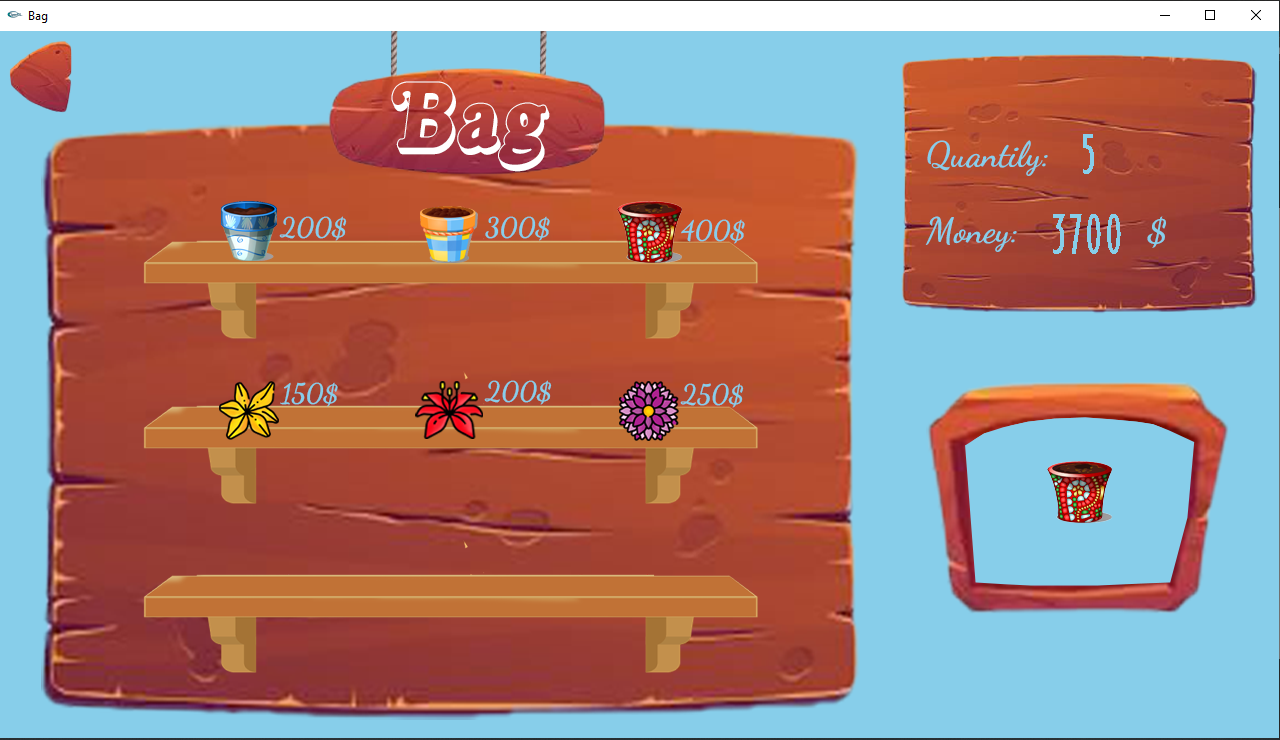 Bag
Bag
200$ 300$ 400$
150$ 200$ 250$
Quantily: 5
Money: 3700 $